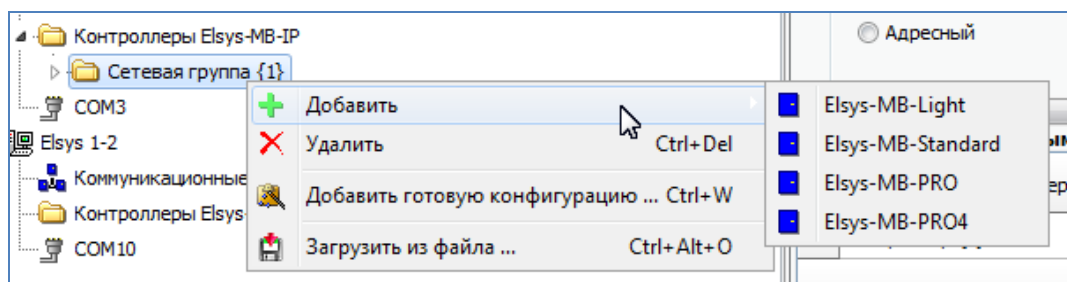 Контроллеры Elsys-MB-IP
Сетевая группа {1}
COM3
Elsys 1-2
Коммуникационные
Контроллеры Elsys-
COM10
Добавить
Удалить Ctrl+Del
Добавить готовую конфигурацию ... Ctrl+W
Загрузить из файла ... Ctrl+Alt+O
Elsys-MB-Light
Elsys-MB-Standard
Elsys-MB-PRO
Elsys-MB-PRO4
Адресный